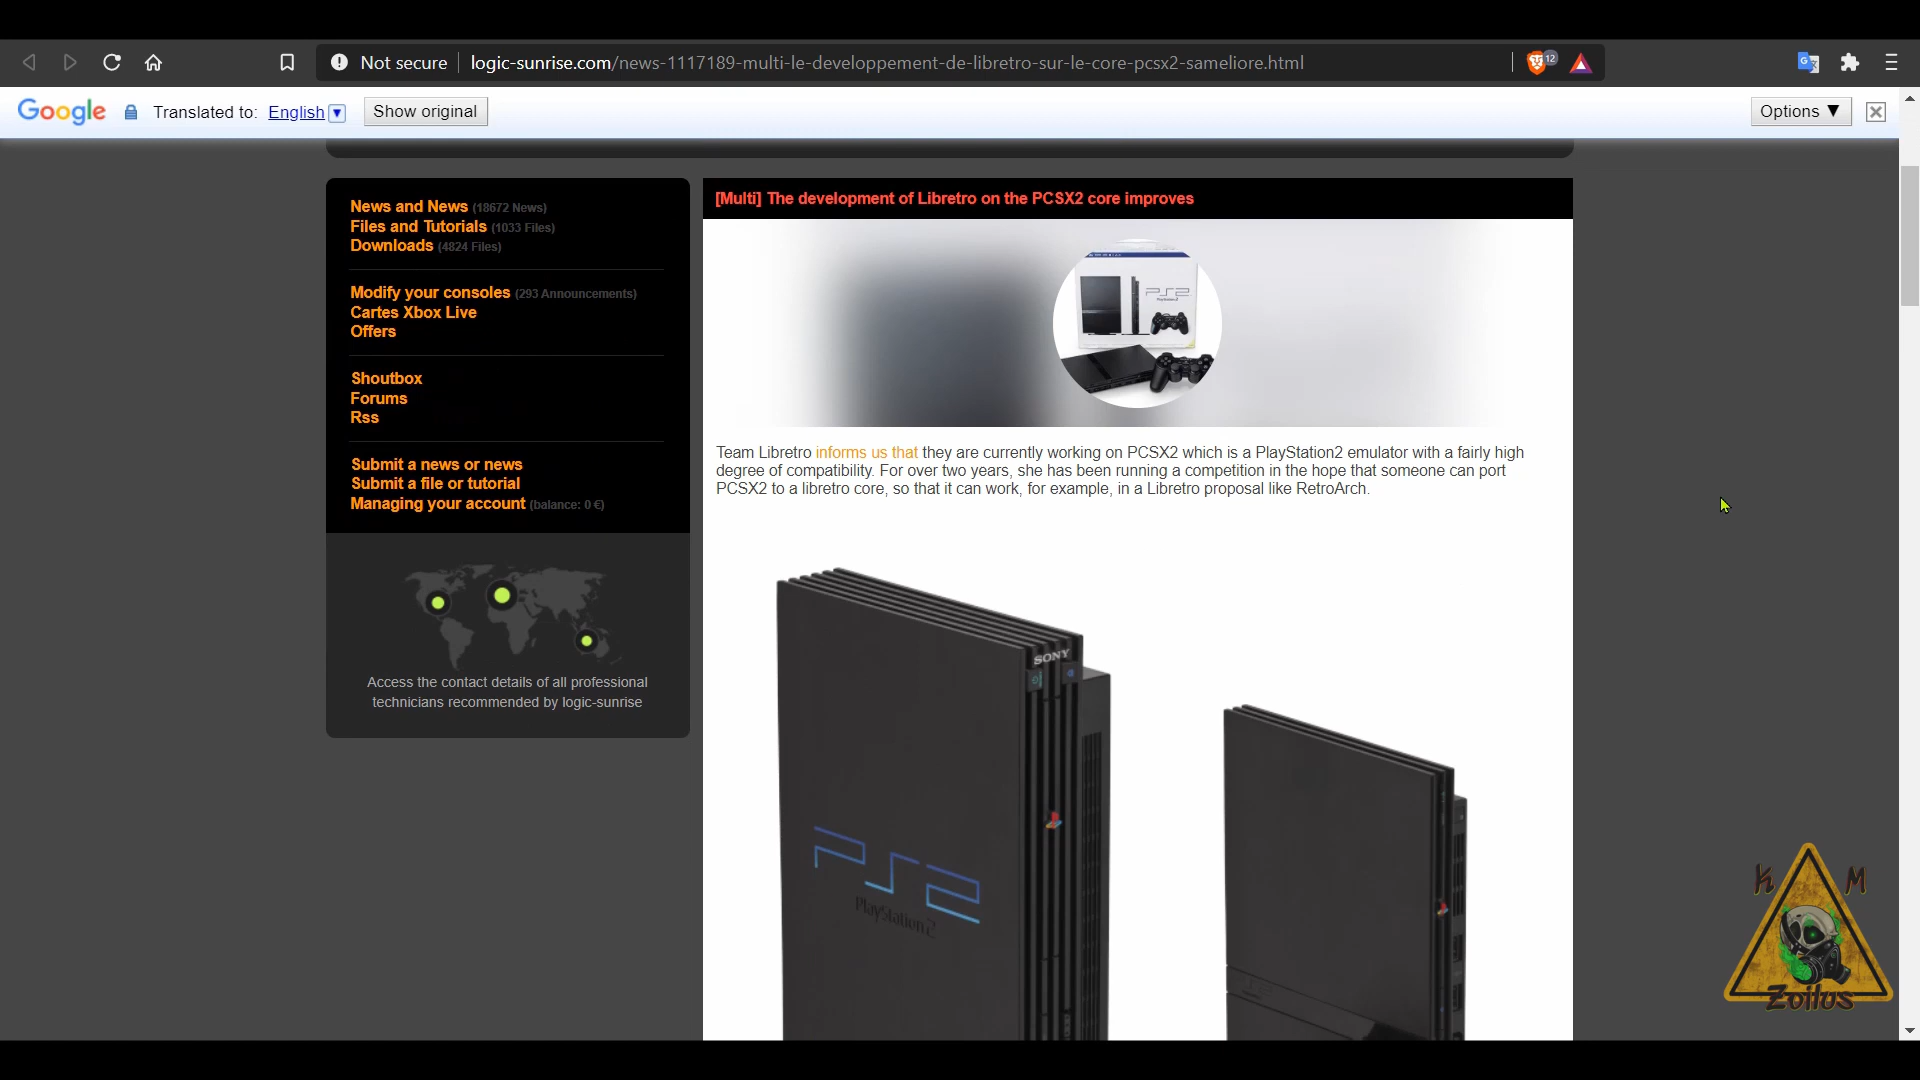 Not secure
logic-sunrise.com/news-1117189-multi-le-developpement-de-libretro-sur-le-core-pcsx2-sameliore.html
12
Google Translated to: English Show original
Options ▼
News and News (18672 News)
Files and Tutorials (1033 Files)
Downloads (4824 Files)
Modify your consoles (293 Announcements)
Cartes Xbox Live
Offers
Shoutbox
Forums
Rss
Submit a news or news
Submit a file or tutorial
Managing your account (balance: 0 €)
Access the contact details of all professional
technicians recommended by logic-sunrise
[Multi] The development of Libretro on the PCSX2 core improves
PS2
Team Libretro informs us that they are currently working on PCSX2 which is a PlayStation2 emulator with a fairly high
degree of compatibility. For over two years, she has been running a competition in the hope that someone can port
PCSX2 to a libretro core, so that it can work, for example, in a Libretro proposal like RetroArch.
SONY
PS2
PlayStation 2
K M
Zoilus